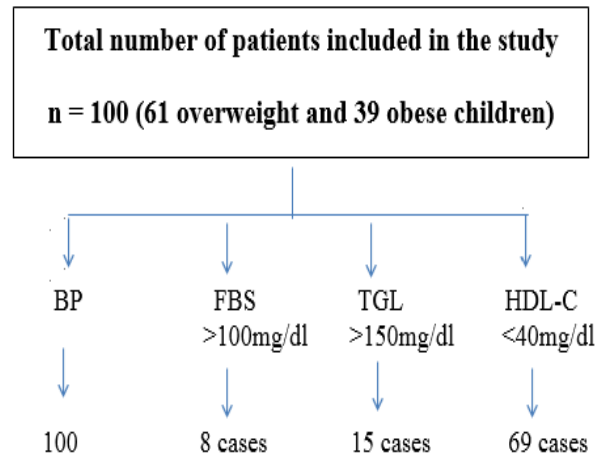 Total number of patients included in the study
n = 100 (61 overweight and 39 obese children)
BP FBS TGL HDL-C
>100mg/dl >150mg/dl <40mg/dl
100 8 cases 15 cases 69 cases